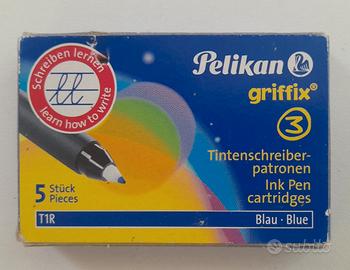 Schreiben lernen
ll
learn how to write
Pelikan
griffix®
3
Tintenschreiber-
patronen
Ink Pen
cartridges
5 Stück
Pieces
T1R
Blau · Blue
subito